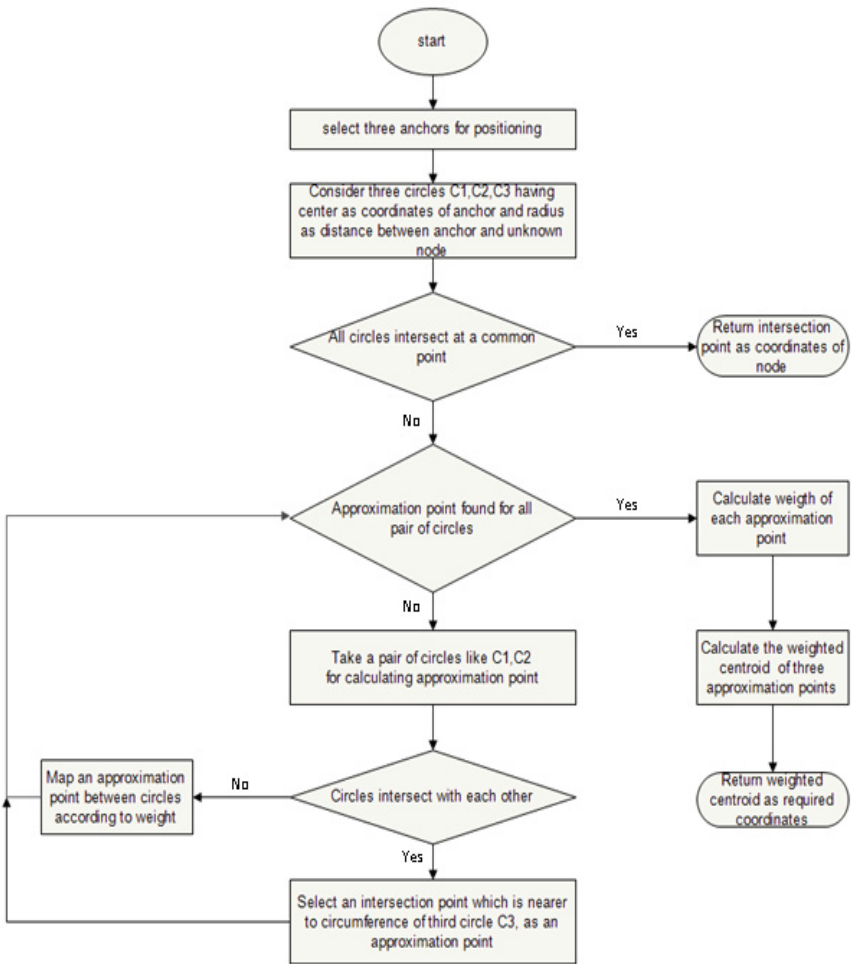 start
select three anchors for positioning
Consider three circles C1,C2,C3 having
center as coordinates of anchor and radius
as distance between anchor and unknown
node
All circles intersect at a common
point
Yes
Return intersection
point as coordinates of
node
No
Approximation point found for all
pair of circles
Yes
Calculate weigth of
each approximation
point
No
Take a pair of circles like C1,C2
for calculating approximation point
Calculate the weighted
centroid of three
approximation points
Map an approximation
point between circles
according to weight
No
Circles intersect with each other
Return weighted
centroid as required
coordinates
Yes
Select an intersection point which is nearer
to circumference of third circle C3, as an
approximation point